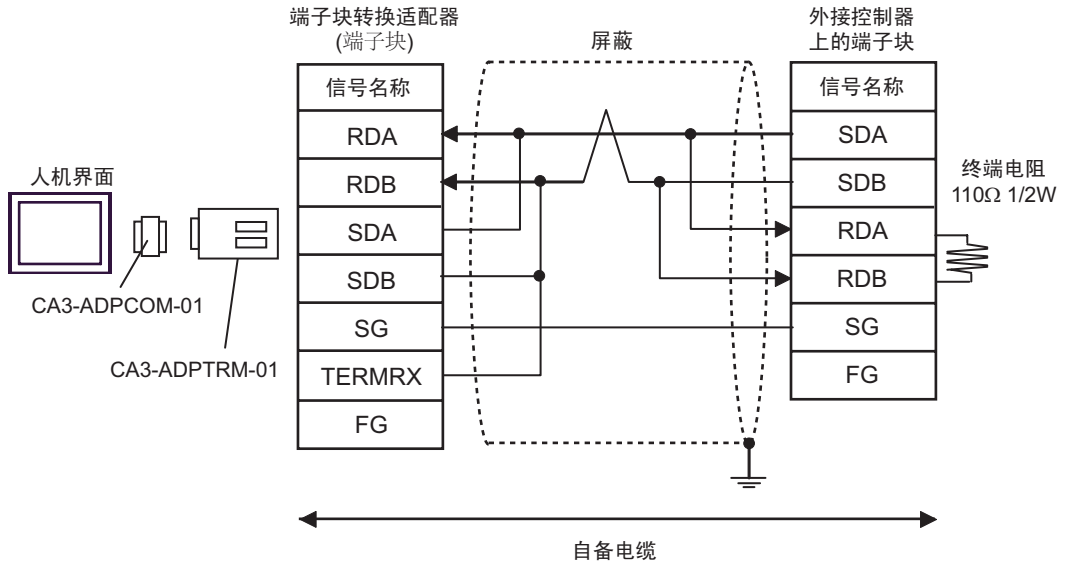 端子块转换适配器
(端子块)
屏蔽
外接控制器
上的端子块
信号名称
信号名称
RDA
SDA
RDB
SDB
SDA
RDA
SDB
RDB
SG
SG
TERMRX
FG
FG
终端电阻
110Ω 1/2W
人机界面
CA3-ADPCOM-01
CA3-ADPTRM-01
自备电缆